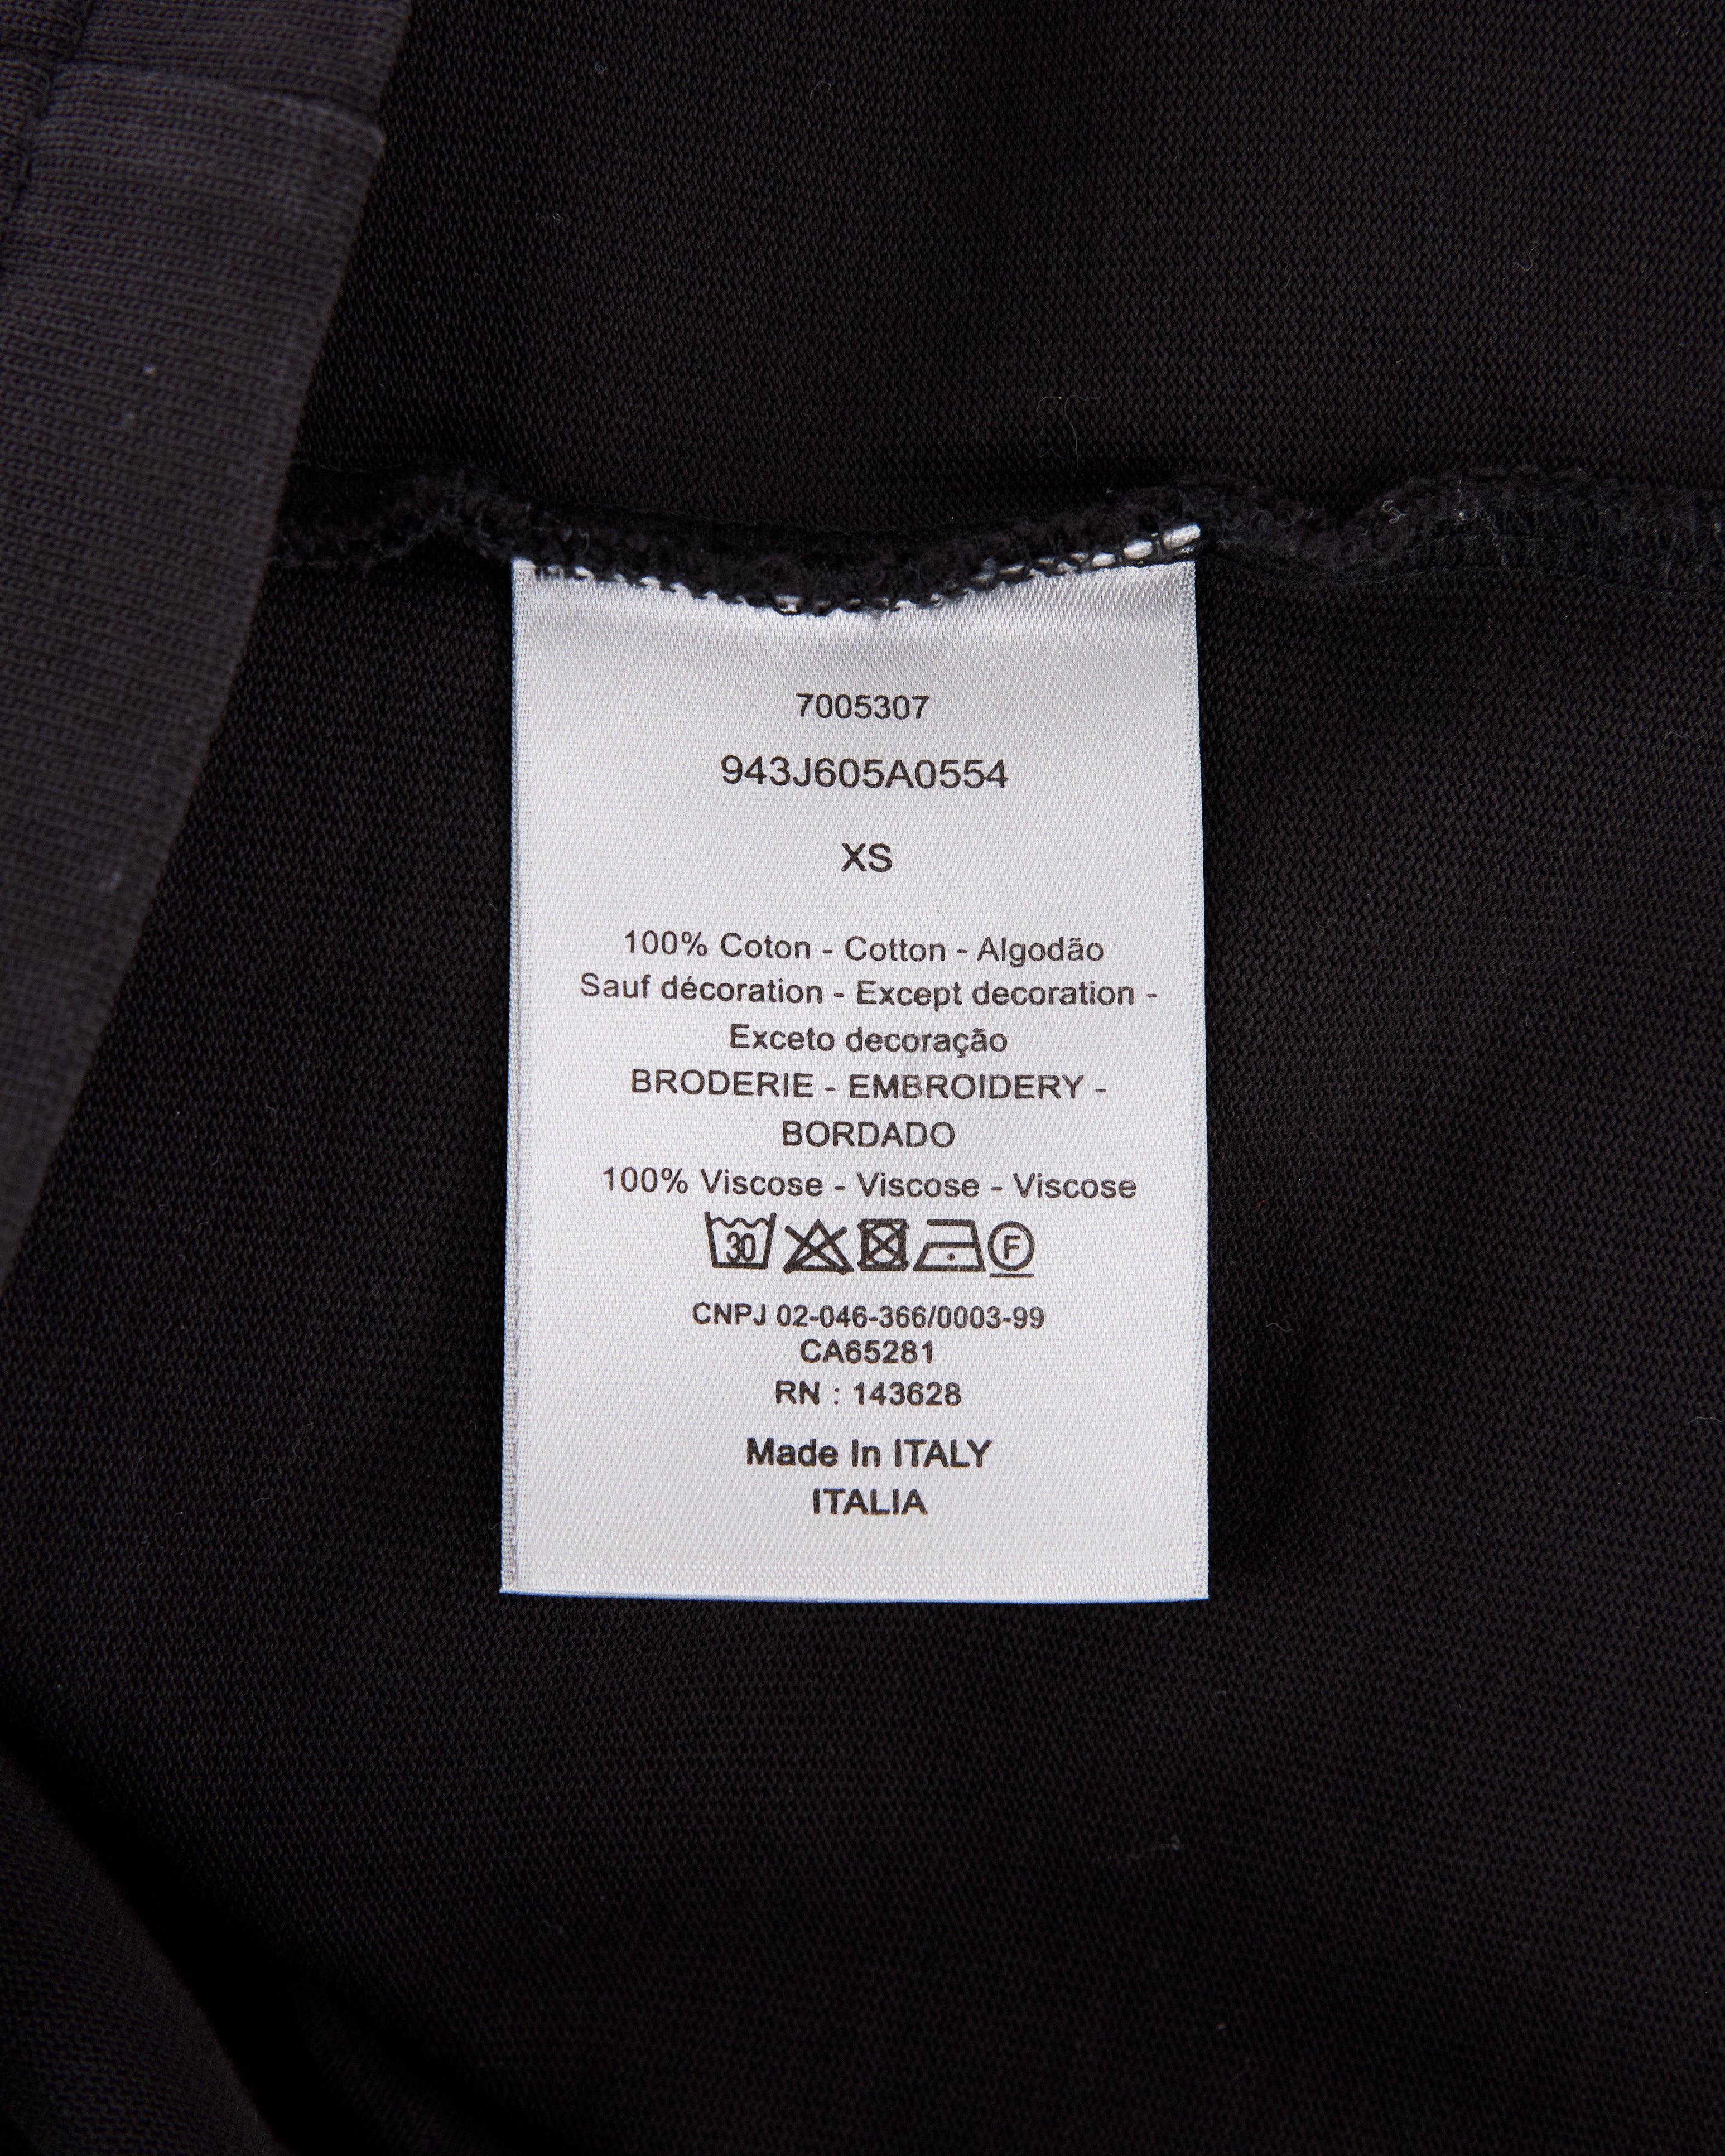 7005307
943J605A0554
XS
100% Coton - Cotton - Algodão
Sauf décoration - Except decoration -
Exceto decoração
BRODERIE - EMBROIDERY -
BORDADO
100% Viscose - Viscose - Viscose
30 F
CNPJ 02-046-366/0003-99
CA65281
RN : 143628
Made In ITALY
ITALIA